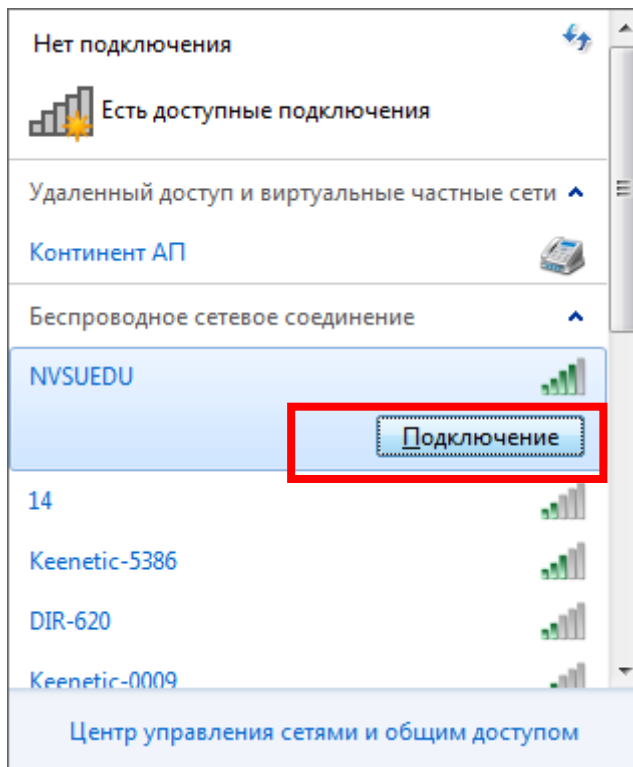 Нет подключения
Есть доступные подключения
Удаленный доступ и виртуальные частные сети
Континент АП
Беспроводное сетевое соединение
NVSUEDU
Подключение
14
Keenetic-5386
DIR-620
Keenetic-0009
Центр управления сетями и общим доступом